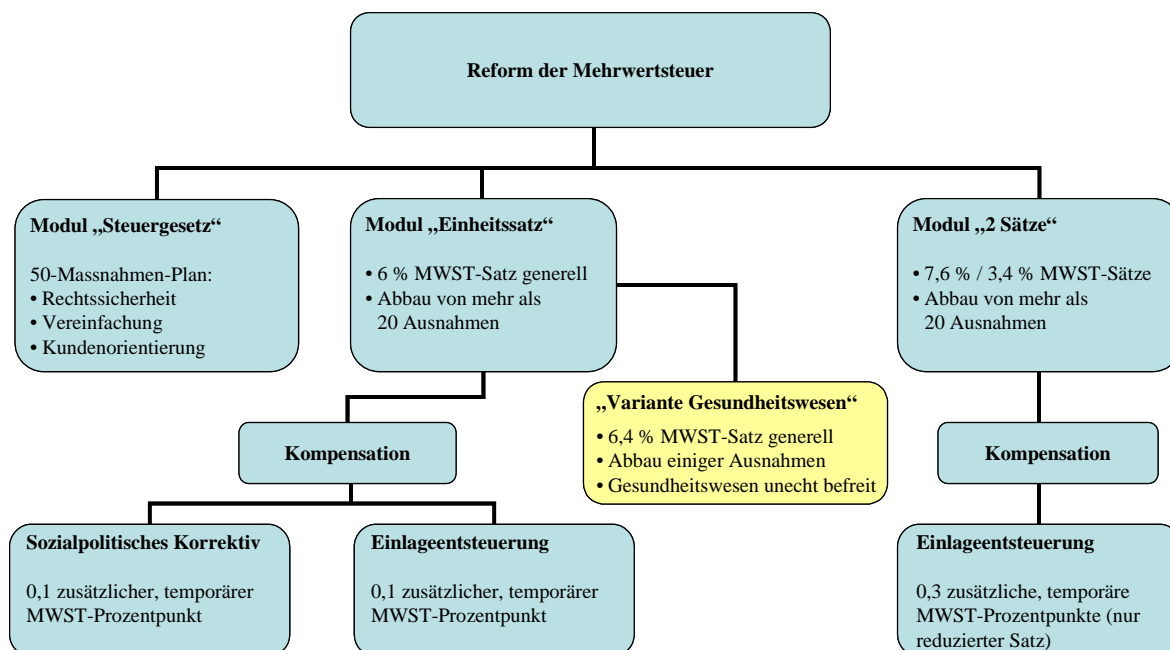 Reform der Mehrwertsteuer
Modul „Steuergesetz“
50-Massnahmen-Plan:
• Rechtssicherheit
• Vereinfachung
• Kundenorientierung
Modul „Einheitssatz“
• 6 % MWST-Satz generell
• Abbau von mehr als
20 Ausnahmen
Modul „2 Sätze“
• 7,6 % / 3,4 % MWST-Sätze
• Abbau von mehr als
20 Ausnahmen
„Variante Gesundheitswesen“
• 6,4 % MWST-Satz generell
• Abbau einiger Ausnahmen
• Gesundheitswesen unecht befreit
Kompensation
Kompensation
Sozialpolitisches Korrektiv
0,1 zusätzlicher, temporärer
MWST-Prozentpunkt
Einlageentsteuerung
0,1 zusätzlicher, temporärer
MWST-Prozentpunkt
Einlageentsteuerung
0,3 zusätzliche, temporäre
MWST-Prozentpunkte (nur
reduzierter Satz)